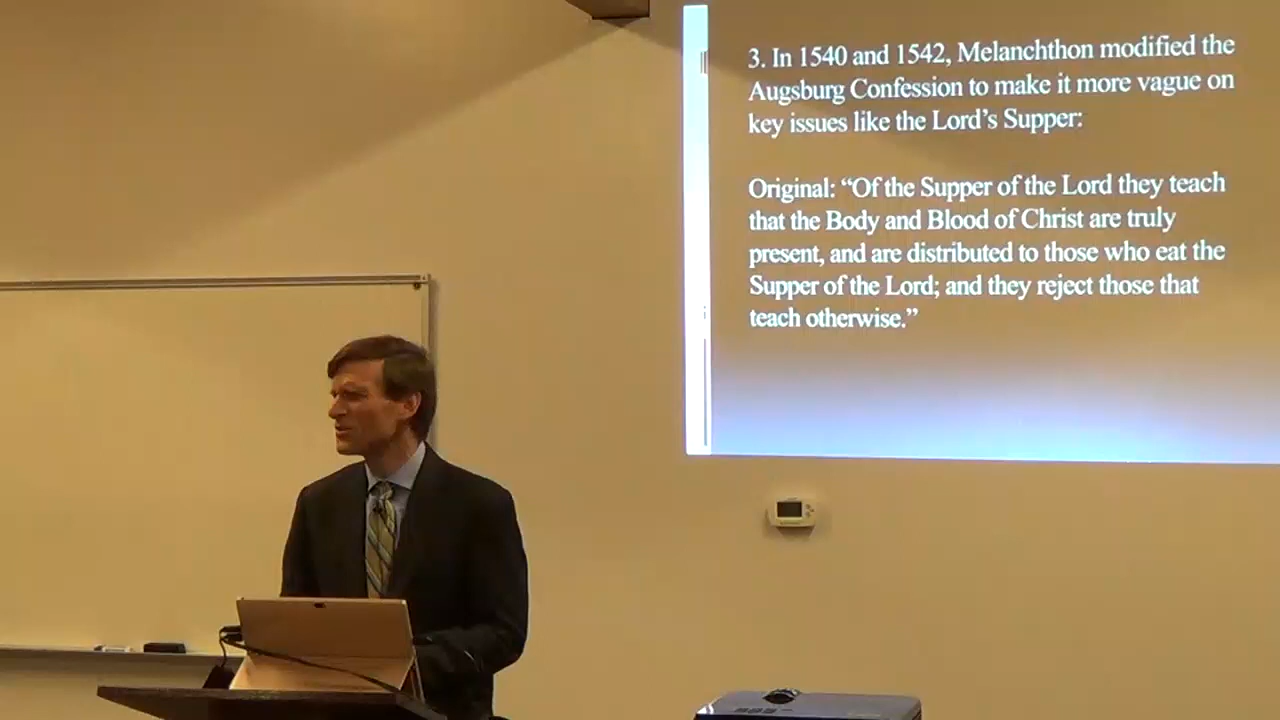 3. In 1540 and 1542, Melanchthon modified the
Augsburg Confession to make it more vague on
key issues like the Lord's Supper:
Original: “Of the Supper of the Lord they teach
that the Body and Blood of Christ are truly
present, and are distributed to those who eat the
Supper of the Lord; and they reject those that
teach otherwise.”